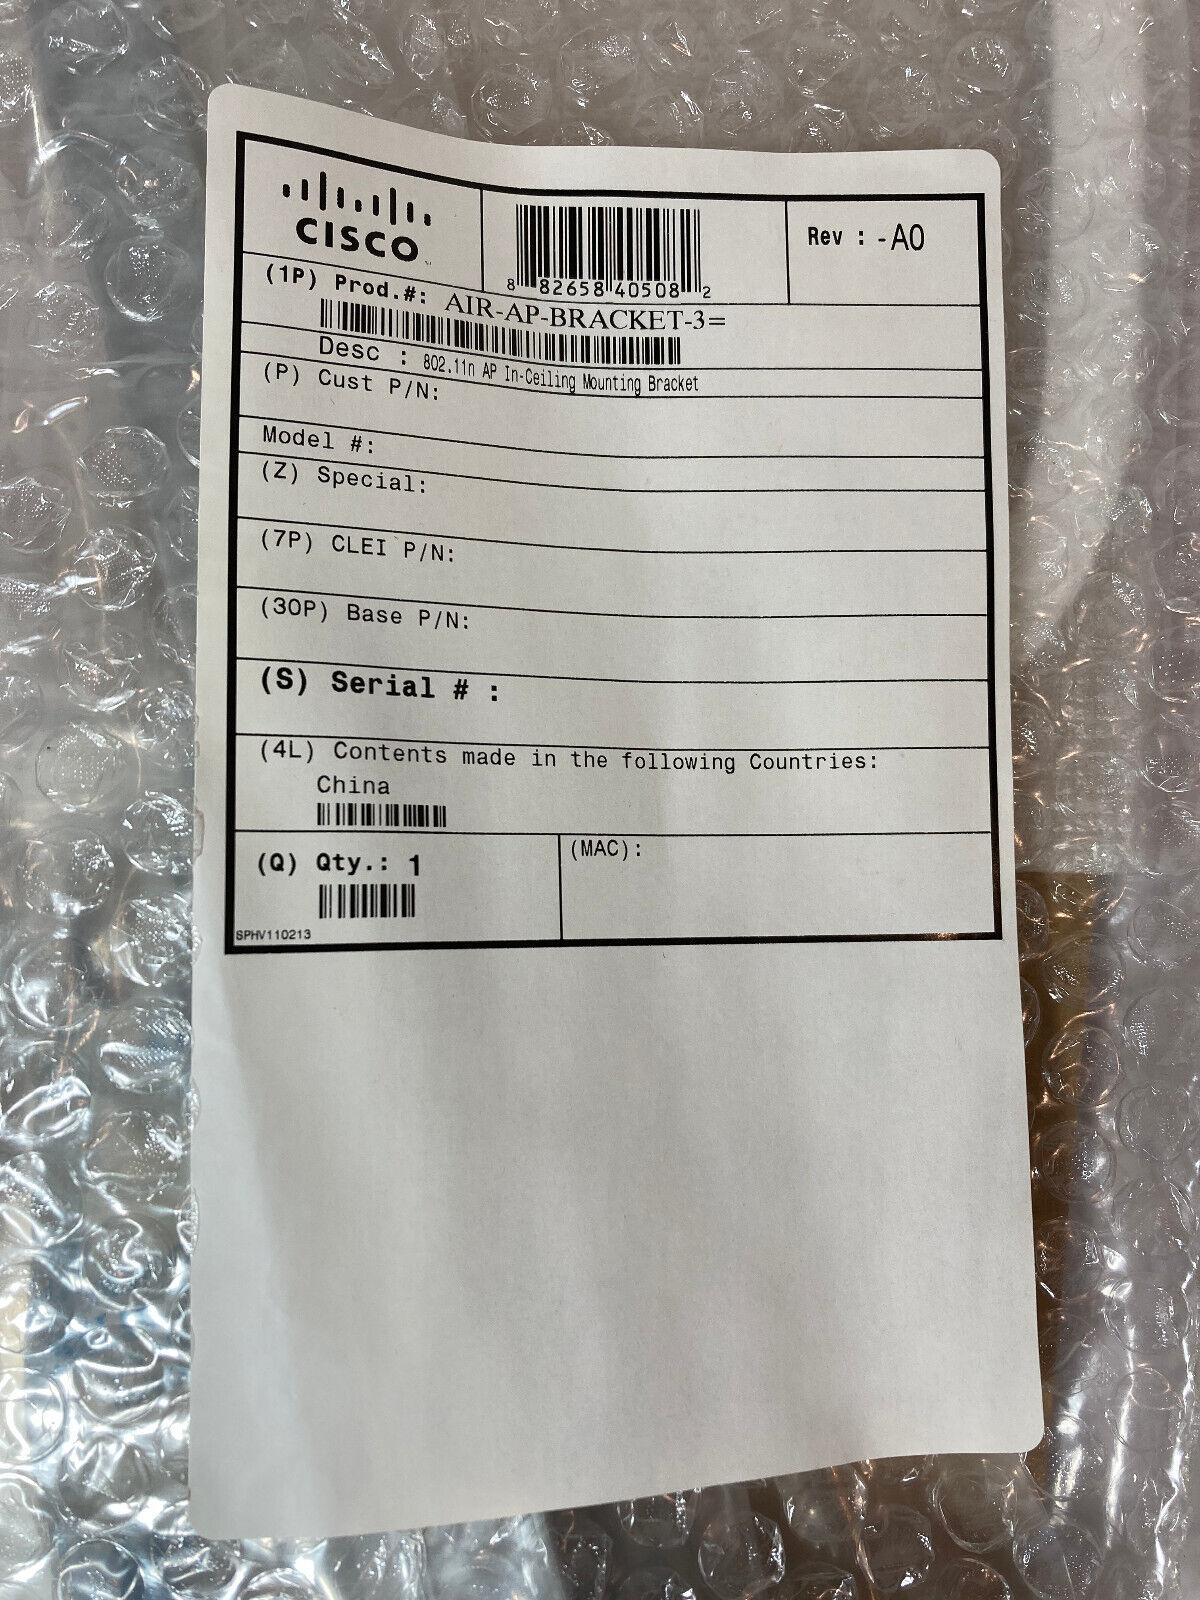 CISCO
8 82658 40508 2
Rev : -A0
(1P) Prod.#: AIR-AP-BRACKET-3=
Desc : 802.11n AP In-Ceiling Mounting Bracket
(P) Cust P/N:
Model #:
(Z) Special:
(7P) CLEI P/N:
(30P) Base P/N:
(S) Serial # :
(4L) Contents made in the following Countries:
China
(Q) Qty.: 1
(MAC):
SPHV110213